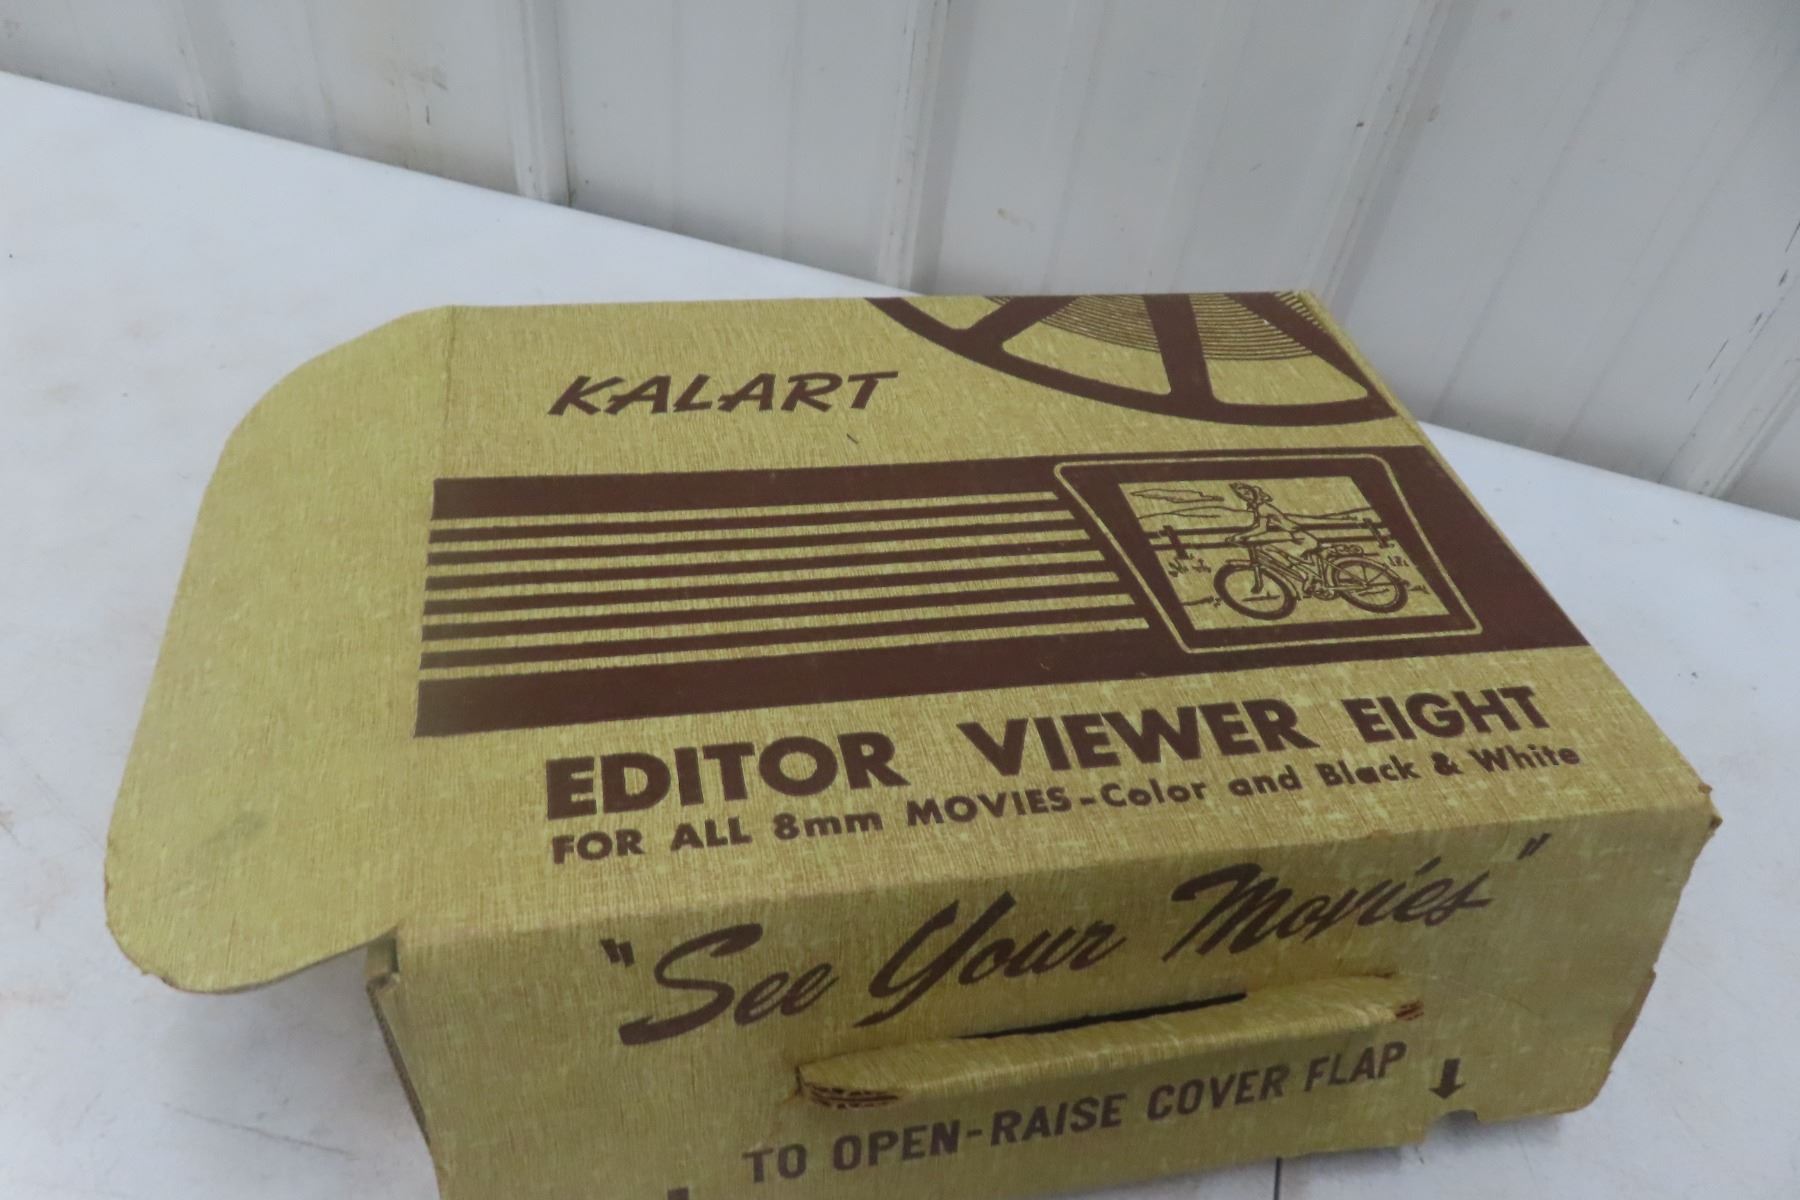 KALART
EDITOR VIEWER EIGHT
FOR ALL 8mm MOVIES-Color and Black & White
"See Your Movies"
TO OPEN-RAISE COVER FLAP